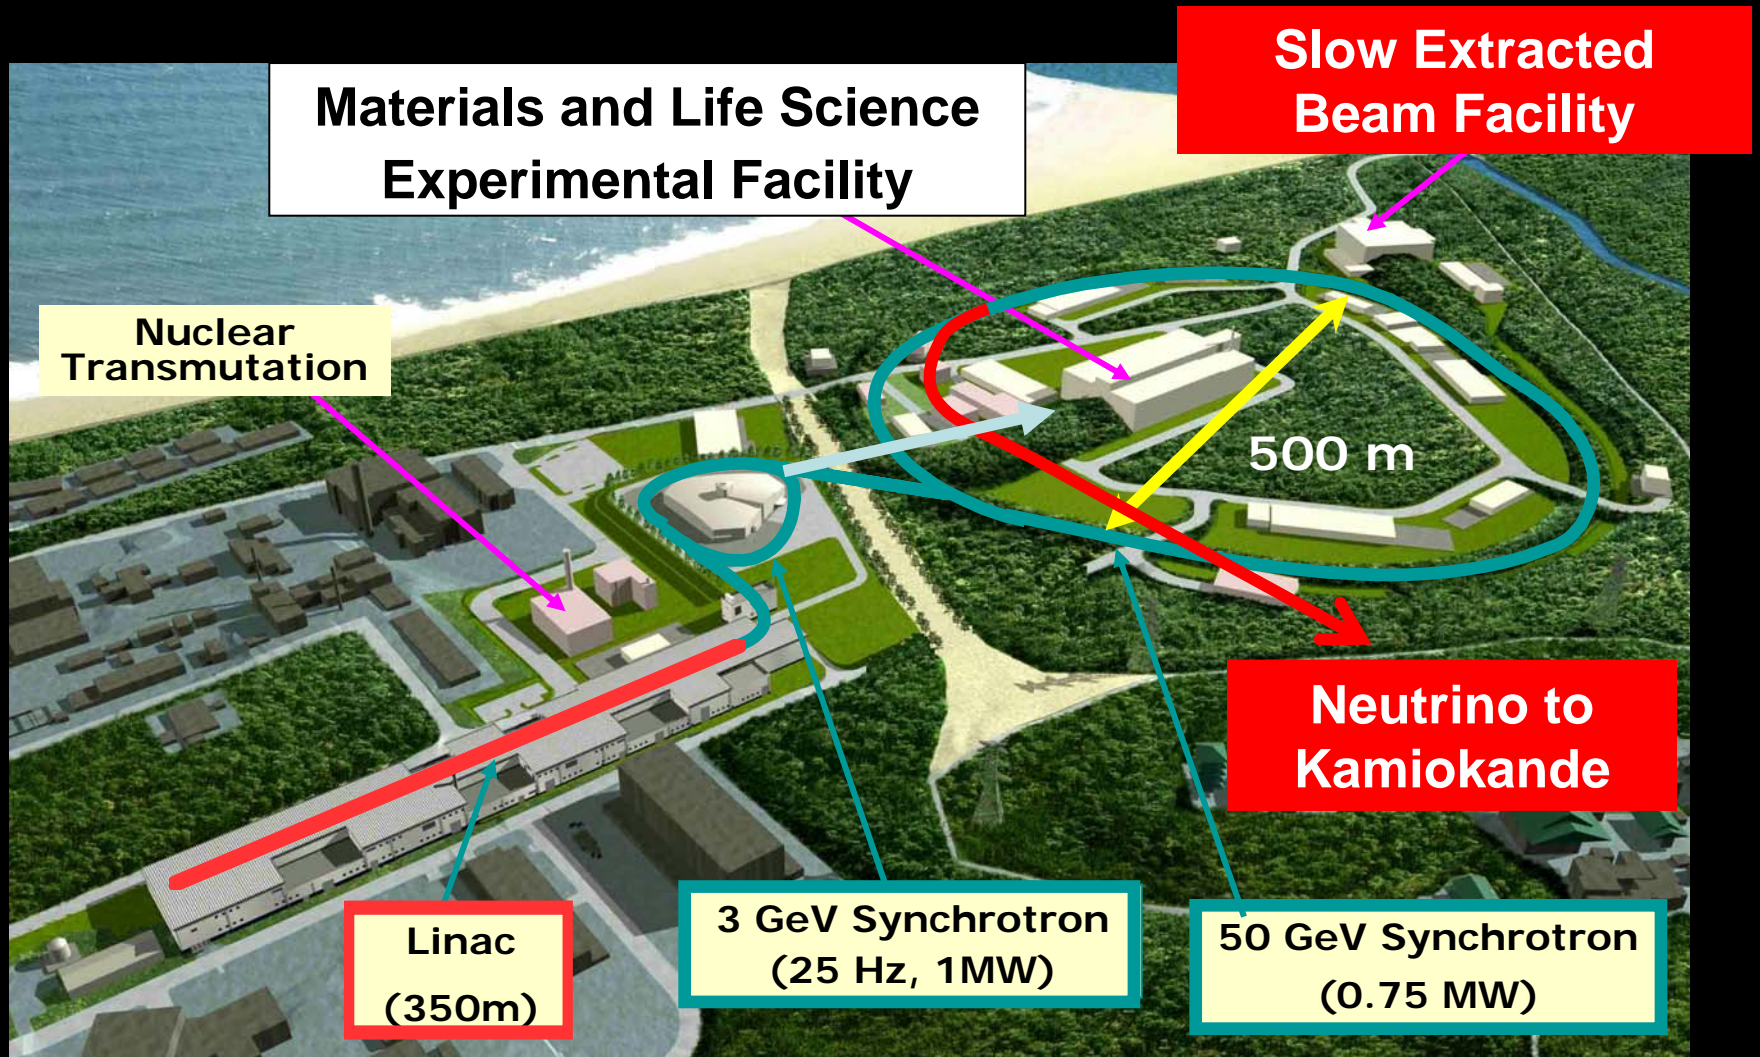 Slow Extracted
Beam Facility
Materials and Life Science
Experimental Facility
Nuclear
Transmutation
500 m
Neutrino to
Kamiokande
Linac
(350m)
3 GeV Synchrotron
(25 Hz, 1MW)
50 GeV Synchrotron
(0.75 MW)